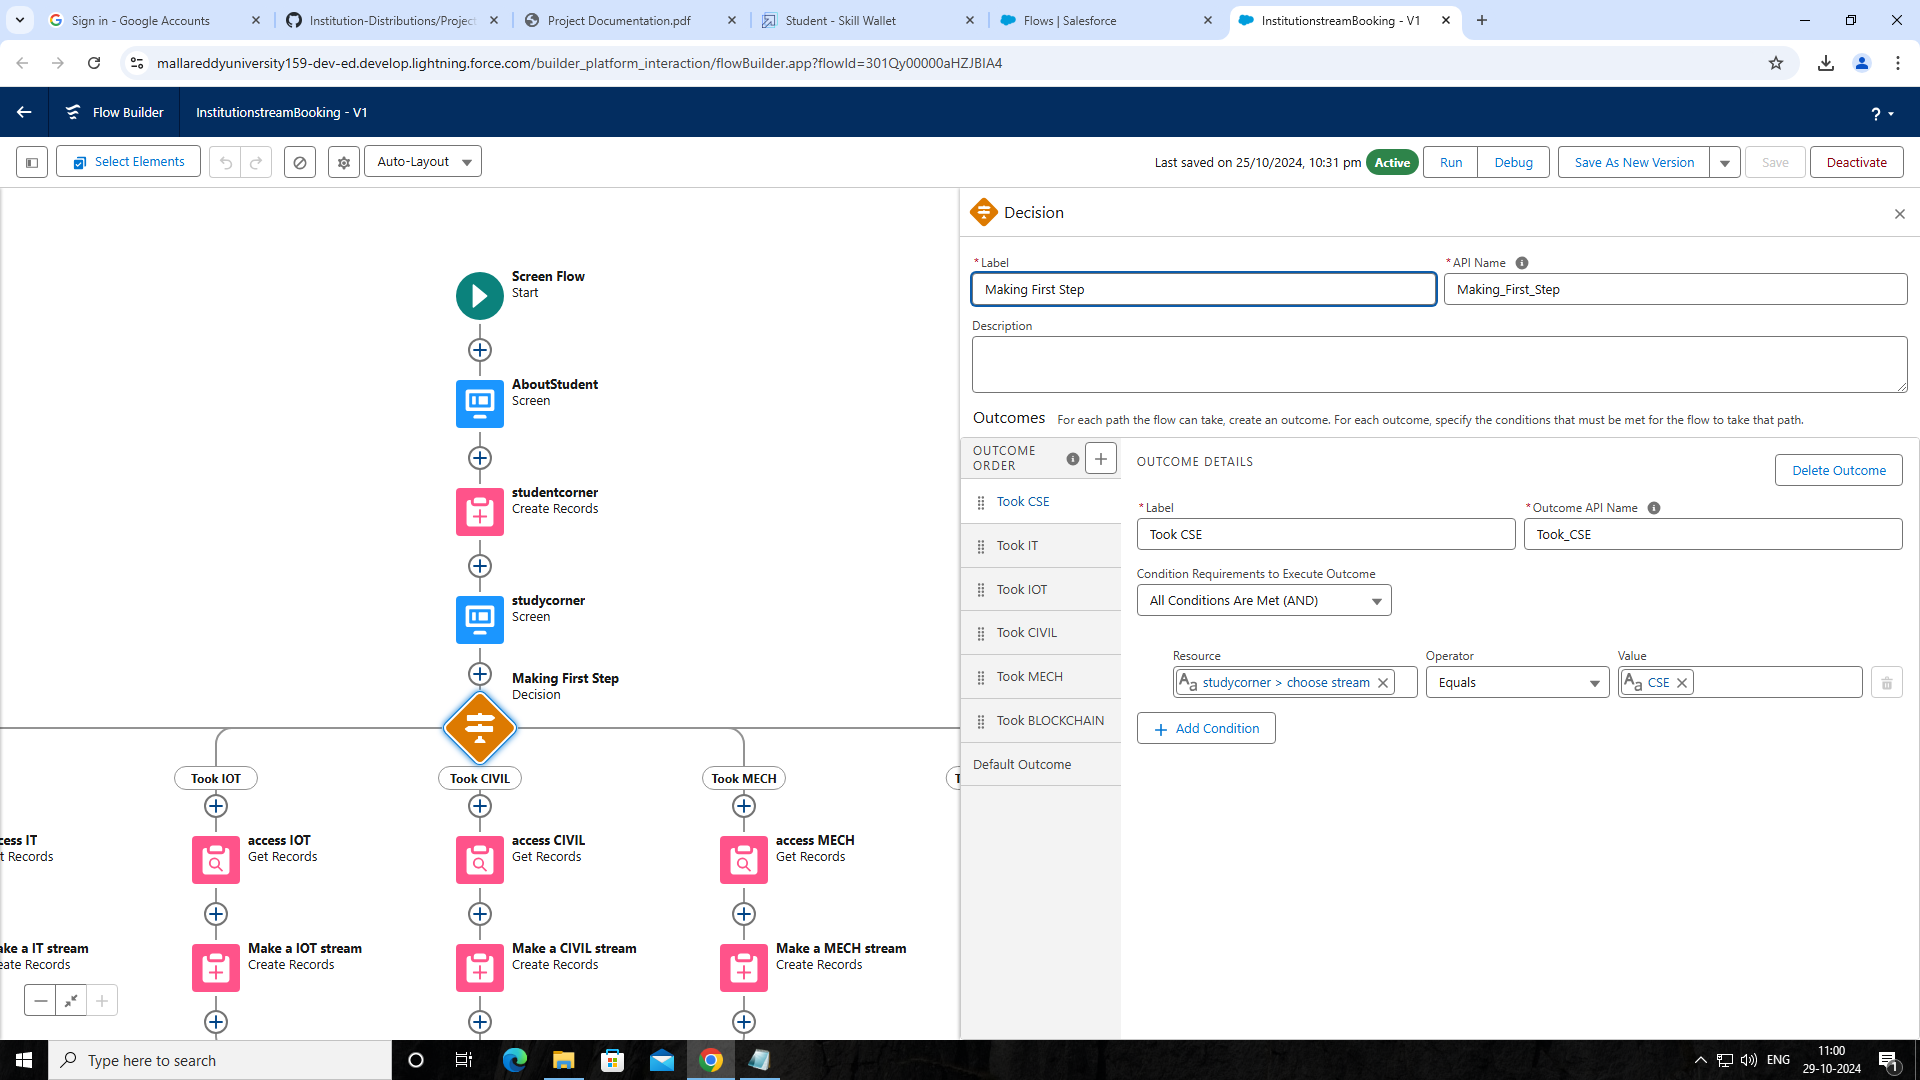 Sign in - Google Accounts
Institution-Distributions/Project
Project Documentation.pdf
Student - Skill Wallet
Flows | Salesforce
InstitutionstreamBooking - V1
mallareddyuniversity159-dev-ed.develop.lightning.force.com/builder_platform_interaction/flowBuilder.app?flowId=301Qy00000aHZJBIA4
Flow Builder
InstitutionstreamBooking - V1
?
Select Elements
Auto-Layout
Last saved on 25/10/2024, 10:31 pm
Active
Run
Debug
Save As New Version
Save
Deactivate
Screen Flow
Start
AboutStudent
Screen
studentcorner
Create Records
studycorner
Screen
Making First Step
Decision
Took IOT
Took CIVIL
Took MECH
T
cess IT
t Records
access IOT
Get Records
access CIVIL
Get Records
access MECH
Get Records
ake a IT stream
eate Records
Make a IOT stream
Create Records
Make a CIVIL stream
Create Records
Make a MECH stream
Create Records
Decision
*Label
Making First Step
*API Name
Making_First_Step
Description
Outcomes
For each path the flow can take, create an outcome. For each outcome, specify the conditions that must be met for the flow to take that path.
OUTCOME
ORDER
Took CSE
Took IT
Took IOT
Took CIVIL
Took MECH
Took BLOCKCHAIN
Default Outcome
OUTCOME DETAILS
Delete Outcome
*Label
Took CSE
*Outcome API Name
Took_CSE
Condition Requirements to Execute Outcome
All Conditions Are Met (AND)
Resource
Aa studycorner > choose stream
Operator
Equals
Value
Aa CSE
Add Condition
Type here to search
ENG
11:00
29-10-2024
1